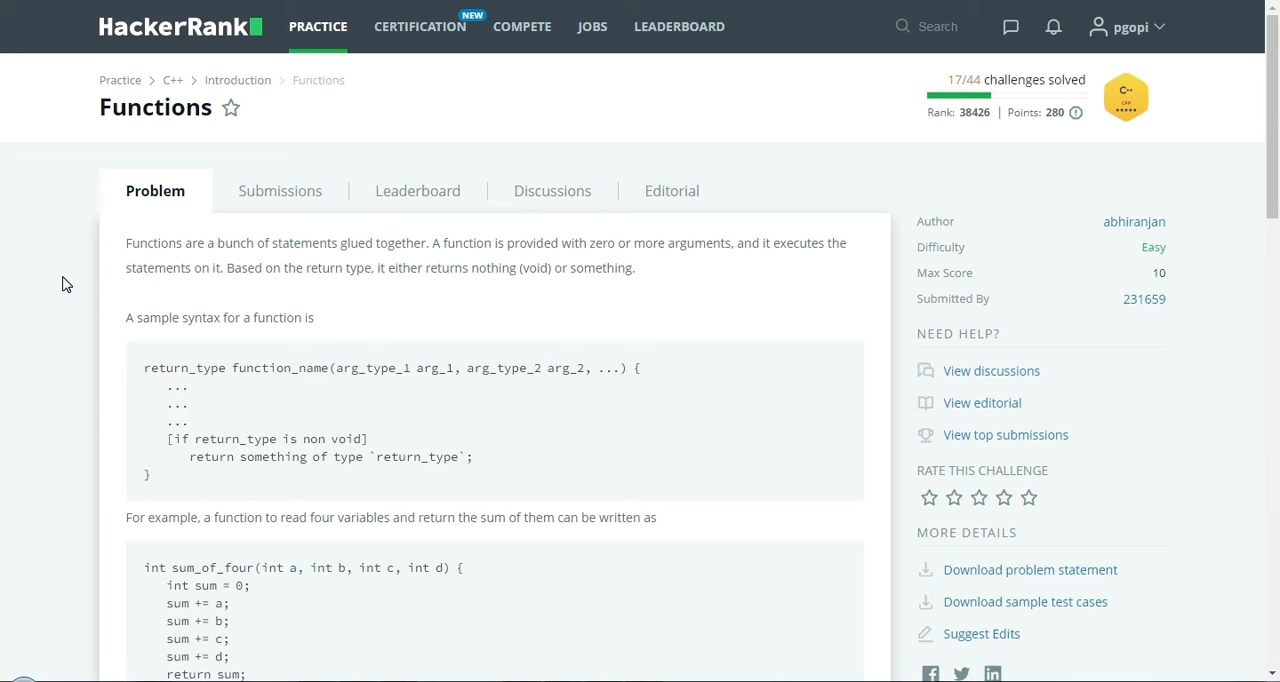 HackerRank
PRACTICE
CERTIFICATION
NEW
COMPETE
JOBS
LEADERBOARD
Search
pgopi
Practice > C++ > Introduction > Functions
Functions
17/44 challenges solved
Rank: 38426 | Points: 280
C++
CPP
Problem
Submissions
Leaderboard
Discussions
Editorial
Functions are a bunch of statements glued together. A function is provided with zero or more arguments, and it executes the
statements on it. Based on the return type, it either returns nothing (void) or something.
A sample syntax for a function is
return_type function_name(arg_type_1 arg_1, arg_type_2 arg_2, ...) {
...
...
...
[if return_type is non void]
return something of type `return_type`;
}
For example, a function to read four variables and return the sum of them can be written as
int sum_of_four(int a, int b, int c, int d) {
int sum = 0;
sum += a;
sum += b;
sum += c;
sum += d;
return sum;
Author abhiranjan
Difficulty Easy
Max Score 10
Submitted By 231659
NEED HELP?
View discussions
View editorial
View top submissions
RATE THIS CHALLENGE
MORE DETAILS
Download problem statement
Download sample test cases
Suggest Edits